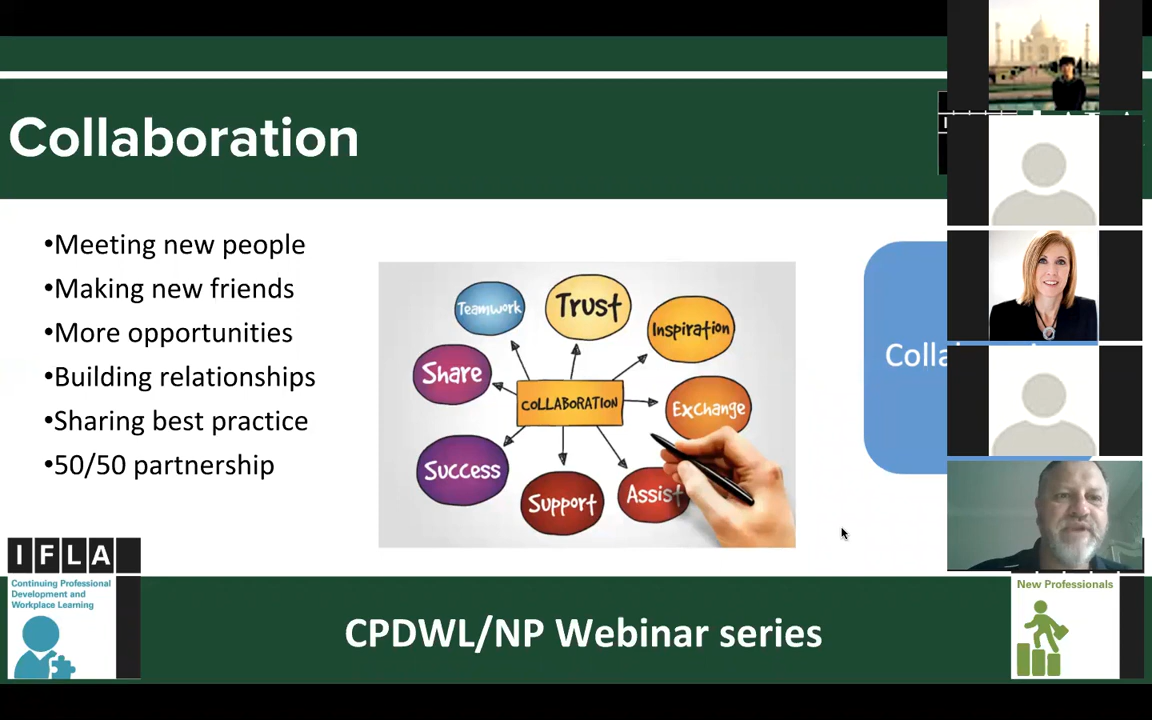 Collaboration
•Meeting new people
•Making new friends
•More opportunities
•Building relationships
•Sharing best practice
•50/50 partnership
Teamwork
Trust
Inspiration
Share
COLLABORATION
Exchange
Success
Support
Assist
IFLA
Continuing Professional
Development and
Workplace Learning
CPDWL/NP Webinar series
New Professionals